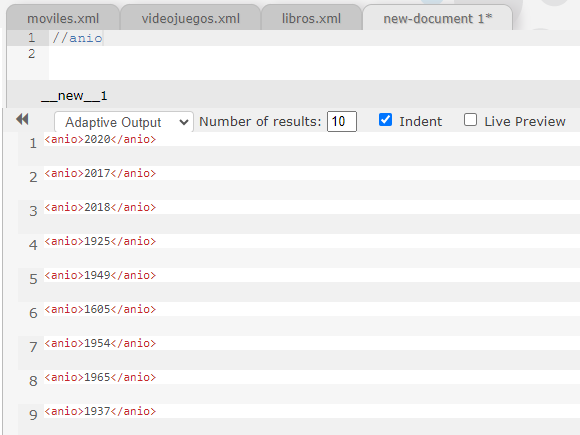 moviles.xml videojuegos.xml libros.xml new-document 1*
1 //anio
2
__new__1
Adaptive Output Number of results: 10 Indent Live Preview
1 <anio>2020</anio>
2 <anio>2017</anio>
3 <anio>2018</anio>
4 <anio>1925</anio>
5 <anio>1949</anio>
6 <anio>1605</anio>
7 <anio>1954</anio>
8 <anio>1965</anio>
9 <anio>1937</anio>